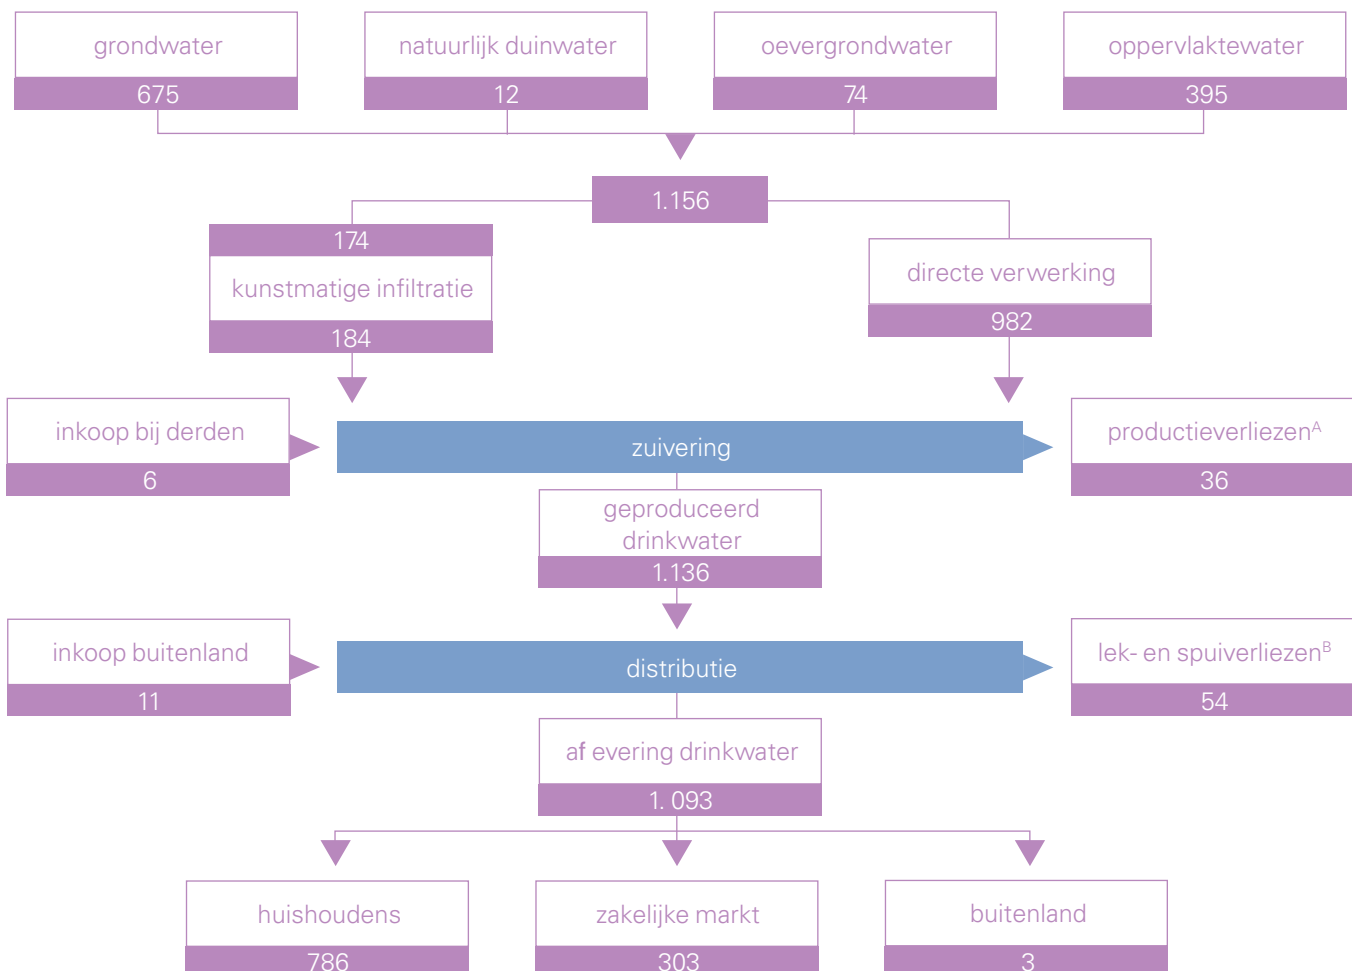 grondwater
675
natuurlijk duinwater
12
oevergrondwater
74
oppervlaktewater
395
1.156
174
kunstmatige infiltratie
184
directe verwerking
982
inkoop bij derden
6
zuivering
productieverliezenA
36
geproduceerd
drinkwater
1.136
inkoop buitenland
11
distributie
lek- en spuiverliezenB
54
af evering drinkwater
1. 093
huishoudens
786
zakelijke markt
303
buitenland
3